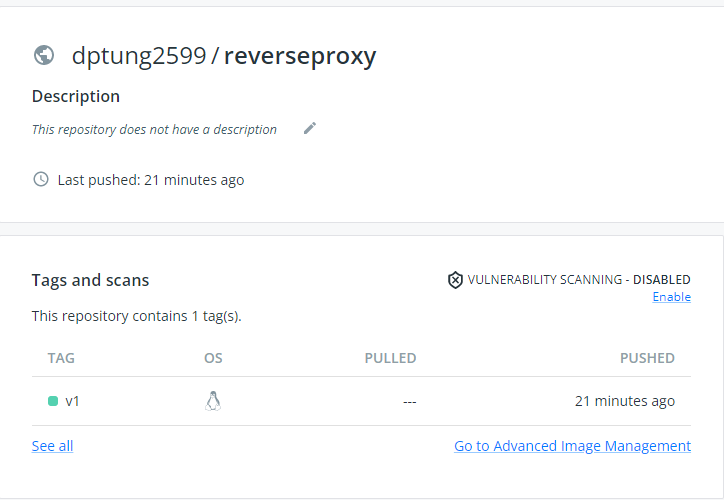 dptung2599 / reverseproxy
Description
This repository does not have a description
Last pushed: 21 minutes ago
Tags and scans
VULNERABILITY SCANNING - DISABLED
Enable
This repository contains 1 tag(s).
TAG OS PULLED PUSHED
v1 --- 21 minutes ago
See all Go to Advanced Image Management